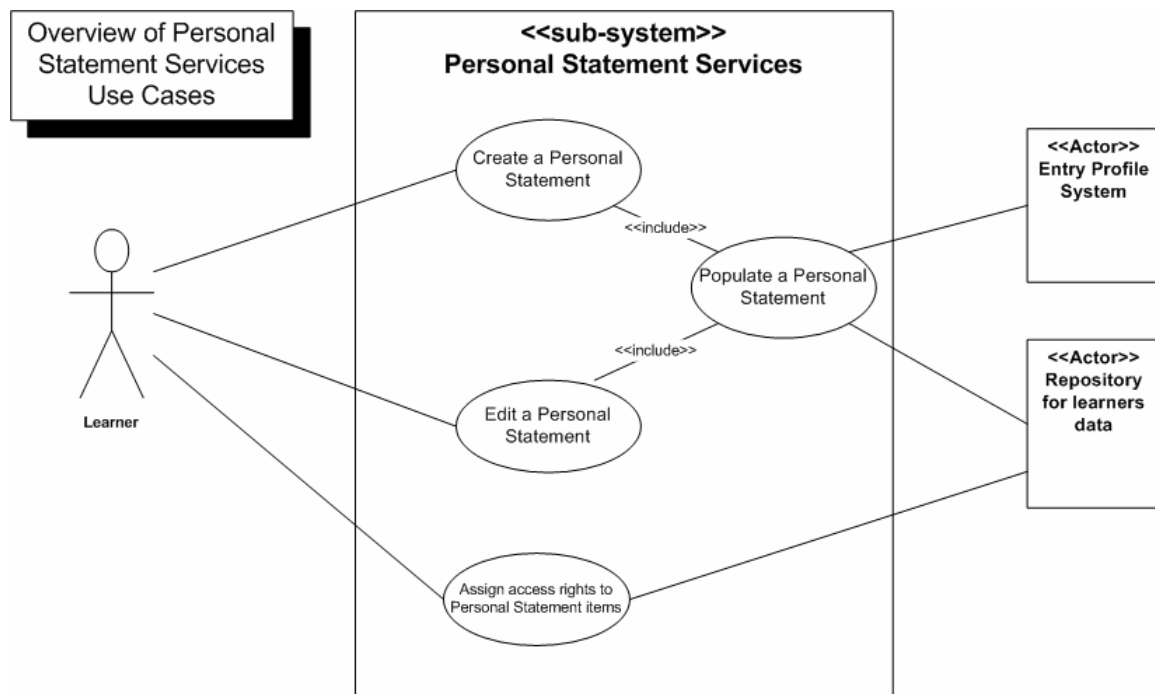 Overview of Personal
Statement Services
Use Cases
<<sub-system>>
Personal Statement Services
Create a Personal
Statement
<<include>>
Populate a Personal
Statement
<<include>>
Edit a Personal
Statement
Assign access rights to
Personal Statement items
Learner
<<Actor>>
Entry Profile
System
<<Actor>>
Repository
for learners
data